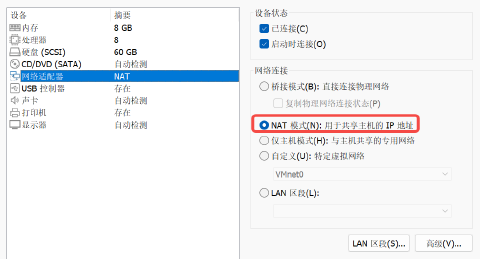 设备 摘要
内存 8 GB
处理器 8
硬盘 (SCSI) 60 GB
CD/DVD (SATA) 自动检测
网络适配器 NAT
USB 控制器 存在
声卡 自动检测
打印机 存在
显示器 自动检测
设备状态
已连接(C)
启动时连接(O)
网络连接
桥接模式(B): 直接连接物理网络
复制物理网络连接状态(P)
NAT 模式(N): 用于共享主机的 IP 地址
仅主机模式(H): 与主机共享的专用网络
自定义(U): 特定虚拟网络
VMnet0
LAN 区段(L):
LAN 区段(S)... 高级(V)...